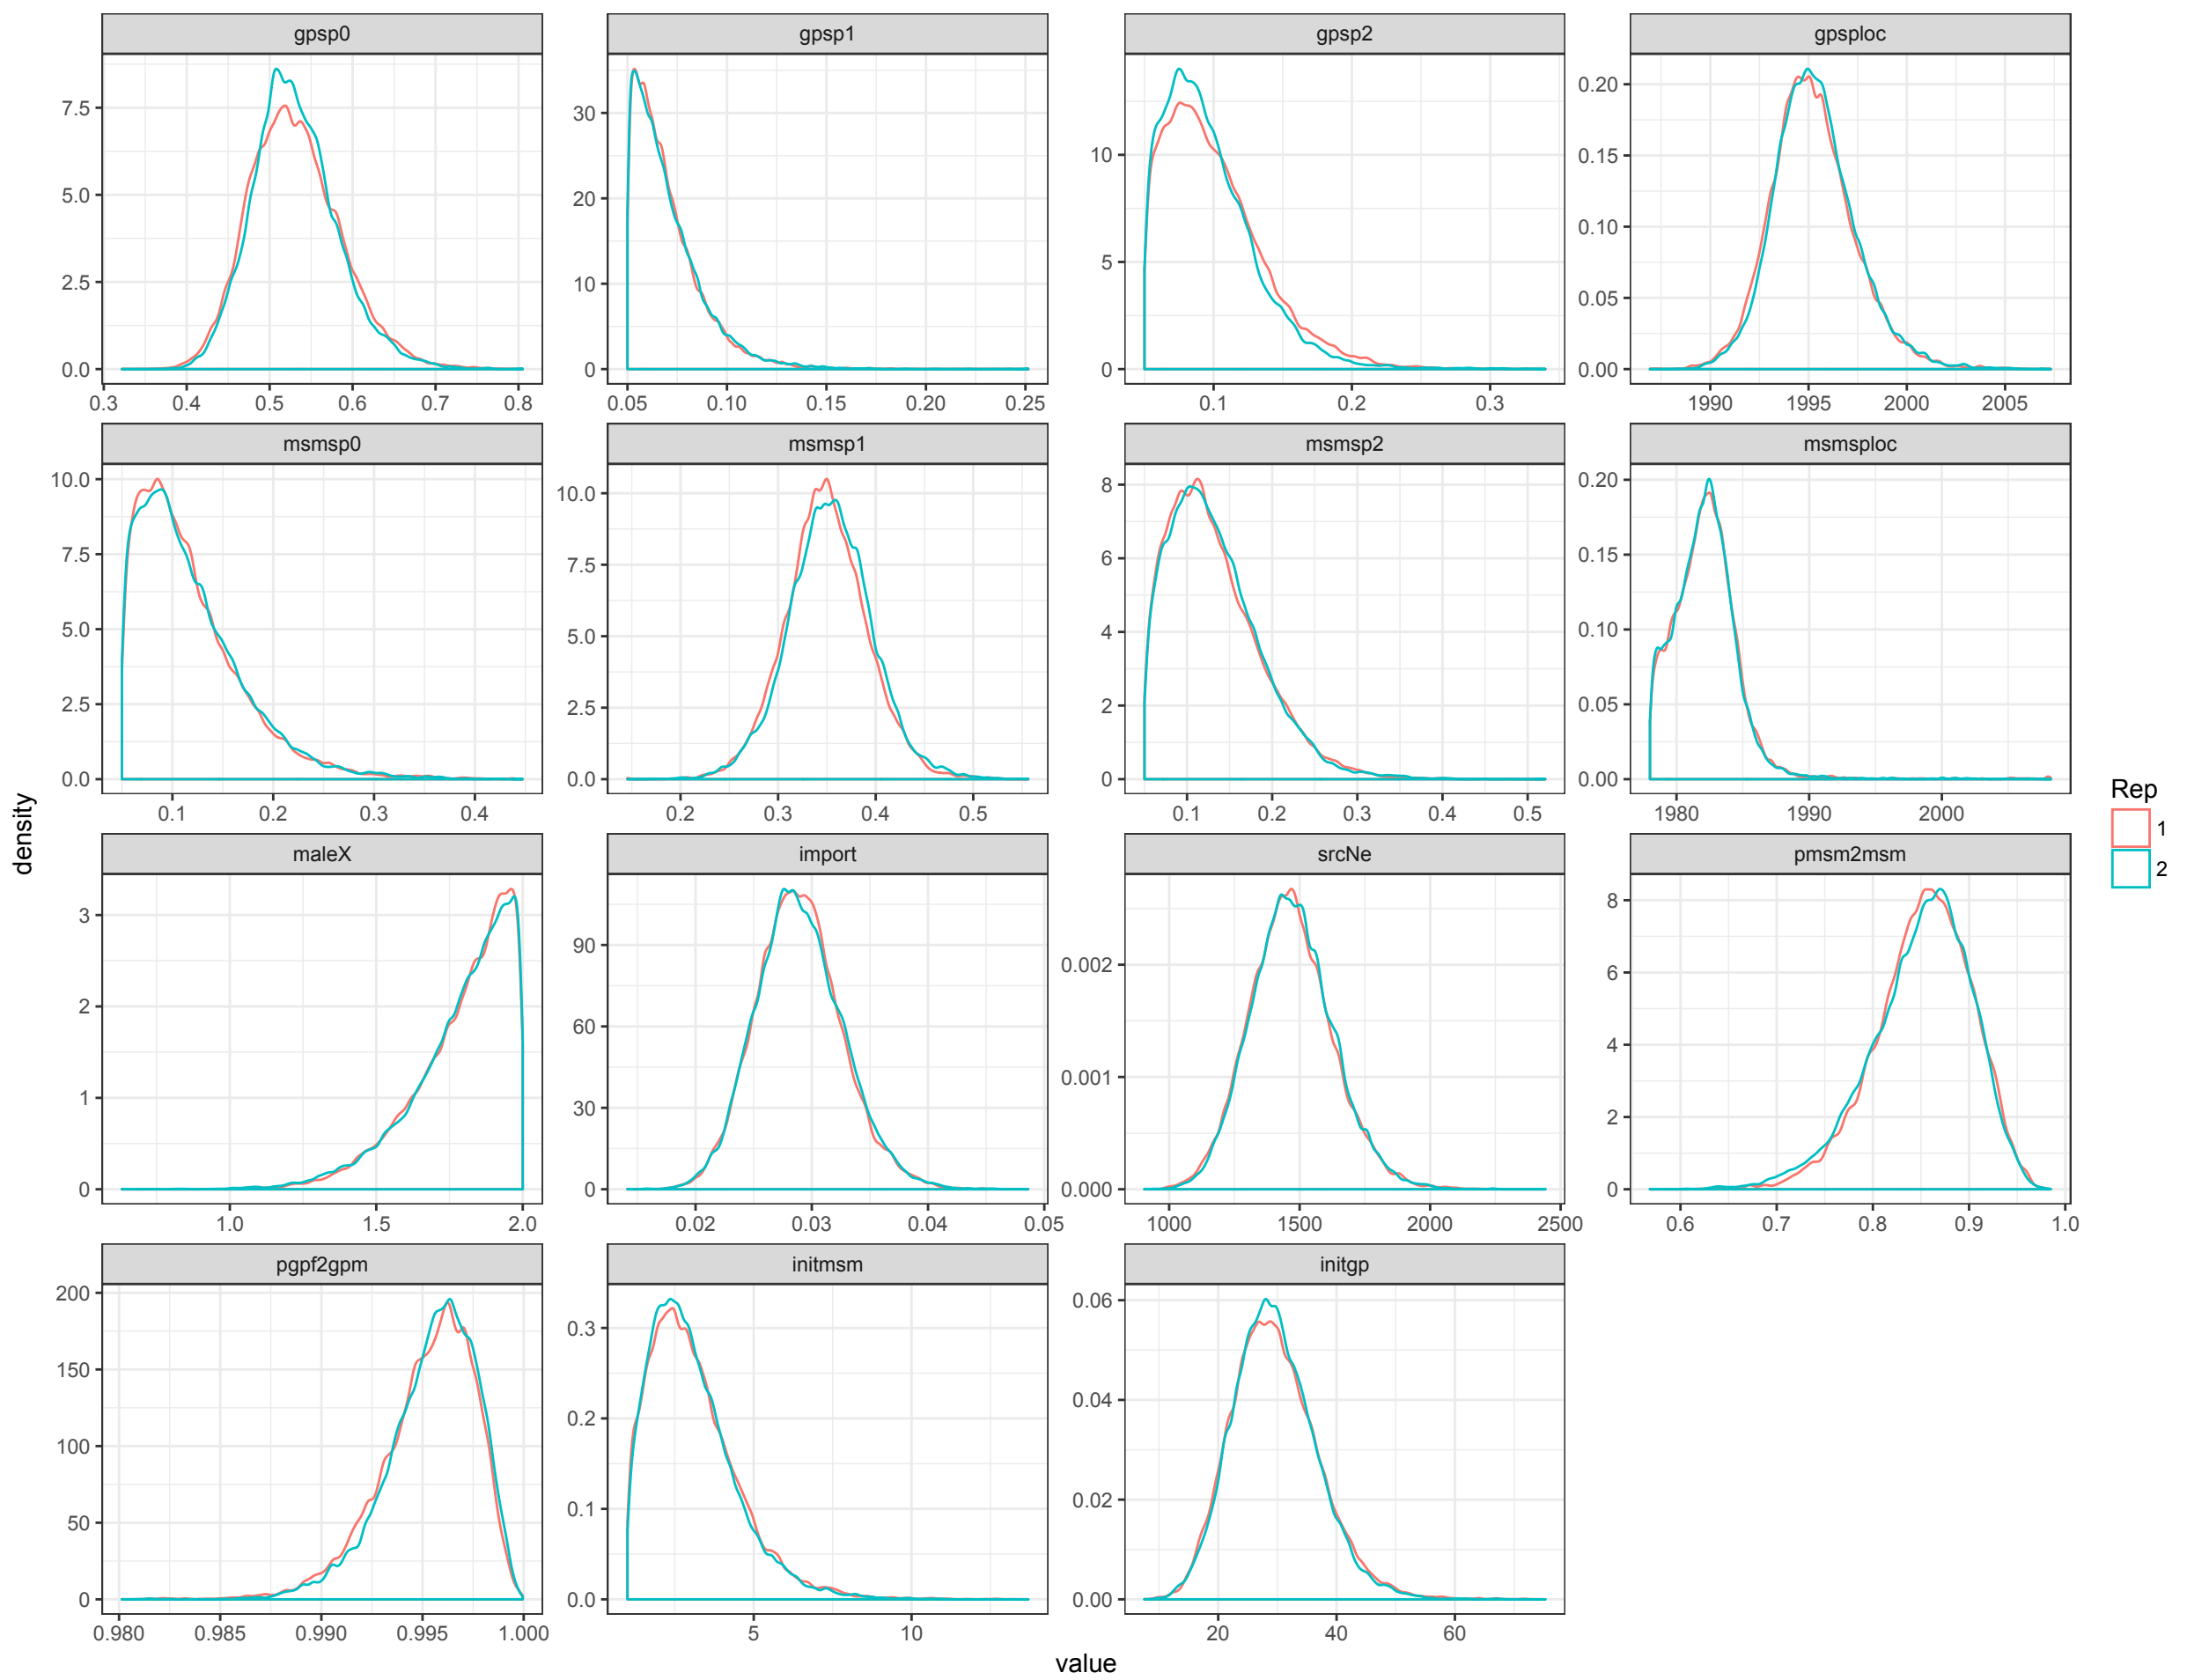 gpsp0 gpsp1 gpsp2 gpsploc
7.5 5.0 2.5 0.0
30 20 10 0
10 5 0
0.20 0.15 0.10 0.05 0.00
0.3 0.4 0.5 0.6 0.7 0.8
0.05 0.10 0.15 0.20 0.25
0.1 0.2 0.3
1990 1995 2000 2005
msmsp0 msmsp1 msmsp2 msmsploc
10.0 7.5 5.0 2.5 0.0
10.0 7.5 5.0 2.5 0.0
8 6 4 2 0
0.20 0.15 0.10 0.05 0.00
0.1 0.2 0.3 0.4
0.2 0.3 0.4 0.5
0.1 0.2 0.3 0.4 0.5
1980 1990 2000
maleX import srcNe pmsm2msm
3 2 1 0
90 60 30 0
0.002 0.001 0.000
8 6 4 2 0
1.0 1.5 2.0
0.02 0.03 0.04 0.05
1000 1500 2000 2500
0.6 0.7 0.8 0.9 1.0
pgpf2gpm initmsm initgp
200 150 100 50 0
0.3 0.2 0.1 0.0
0.06 0.04 0.02 0.00
0.980 0.985 0.990 0.995 1.000
5 10
20 40 60
density
value
Rep
1
2